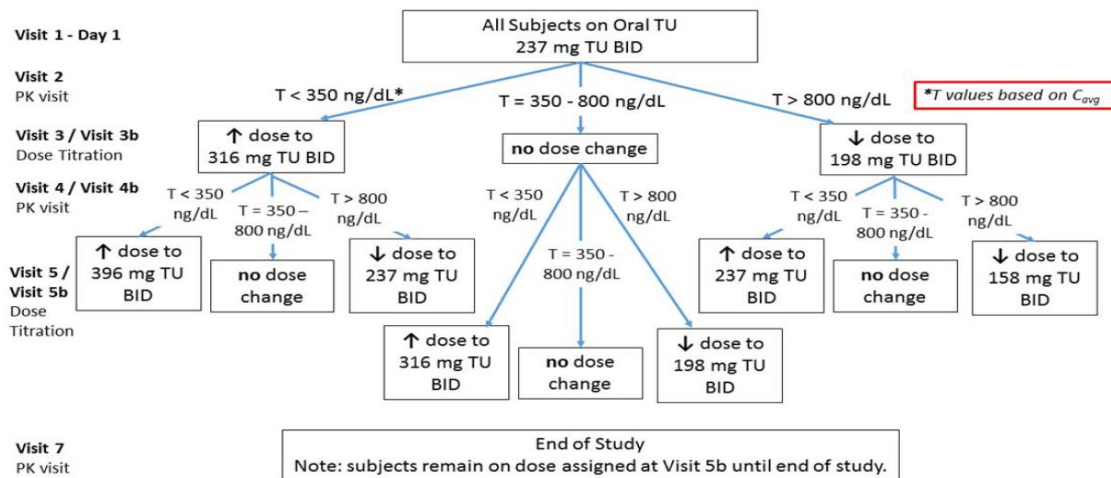 Visit 1 - Day 1
All Subjects on Oral TU
237 mg TU BID
Visit 2
PK visit
T < 350 ng/dL*
T = 350 - 800 ng/dL
T > 800 ng/dL
*T values based on Cavg
Visit 3 / Visit 3b
Dose Titration
↑ dose to
316 mg TU BID
no dose change
↓ dose to
198 mg TU BID
Visit 4 / Visit 4b
PK visit
T < 350
ng/dL
T = 350 –
800 ng/dL
T > 800
ng/dL
T < 350
ng/dL
T = 350 -
800 ng/dL
T > 800
ng/dL
T < 350
ng/dL
T = 350 -
800 ng/dL
T > 800
ng/dL
Visit 5 /
Visit 5b
Dose
Titration
↑ dose to
396 mg TU
BID
no dose
change
↓ dose to
237 mg TU
BID
↑ dose to
316 mg TU
BID
no dose
change
↓ dose to
198 mg TU
BID
↑ dose to
237 mg TU
BID
no dose
change
↓ dose to
158 mg TU
BID
Visit 7
PK visit
End of Study
Note: subjects remain on dose assigned at Visit 5b until end of study.